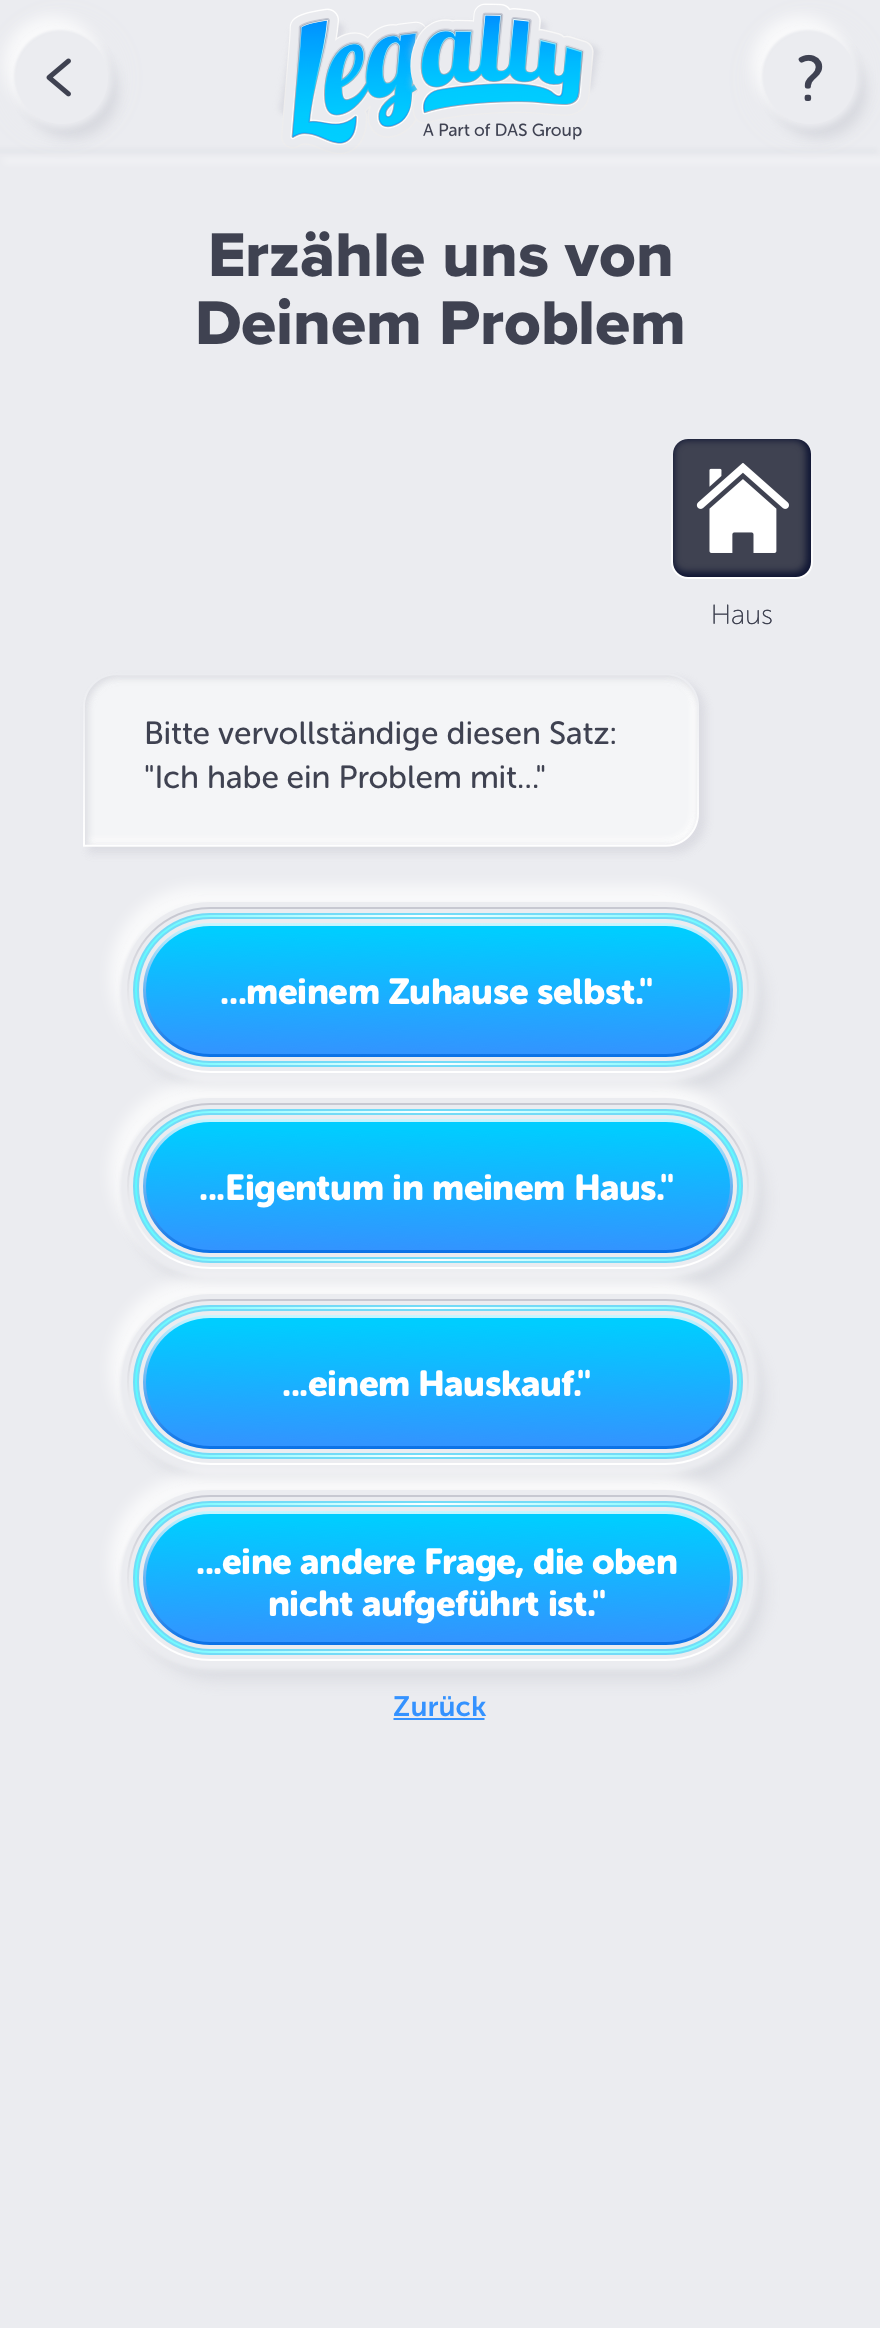 Legally
A Part of DAS Group
?
Erzähle uns von
Deinem Problem
Haus
Bitte vervollständige diesen Satz:
"Ich habe ein Problem mit..."
...meinem Zuhause selbst."
...Eigentum in meinem Haus."
...einem Hauskauf."
...eine andere Frage, die oben
nicht aufgeführt ist."
Zurück